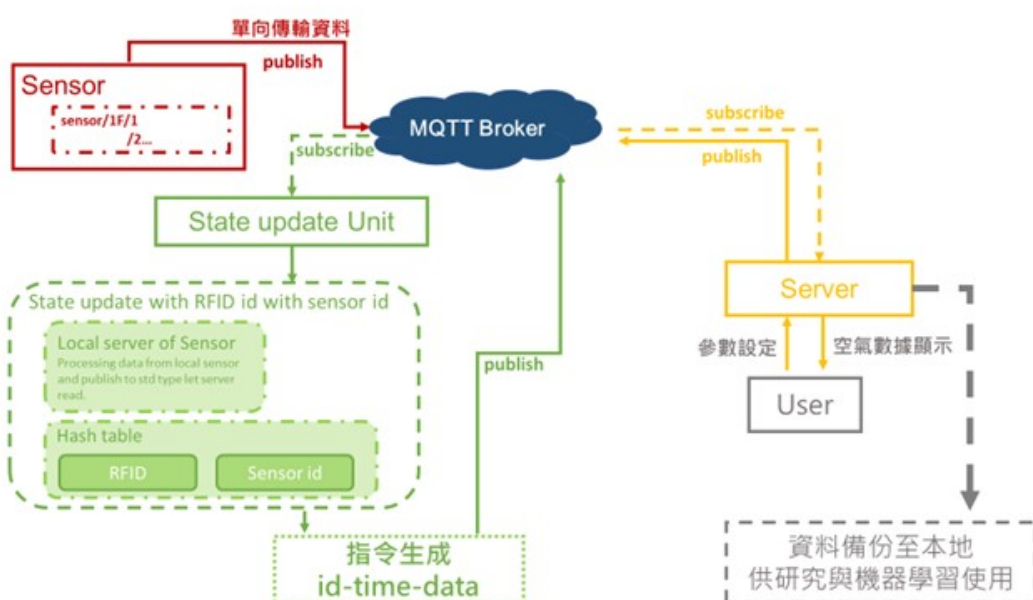 單向傳輸資料
publish
Sensor
sensor/1F/1
/2...
MQTT Broker
subscribe
subscribe
publish
State update Unit
State update with RFID id with sensor id
Local server of Sensor
Processing data from local sensor
and publish to std type let server
read.
Hash table
RFID
Sensor id
指令生成
id-time-data
publish
Server
參數設定
空氣數據顯示
User
資料備份至本地
供研究與機器學習使用